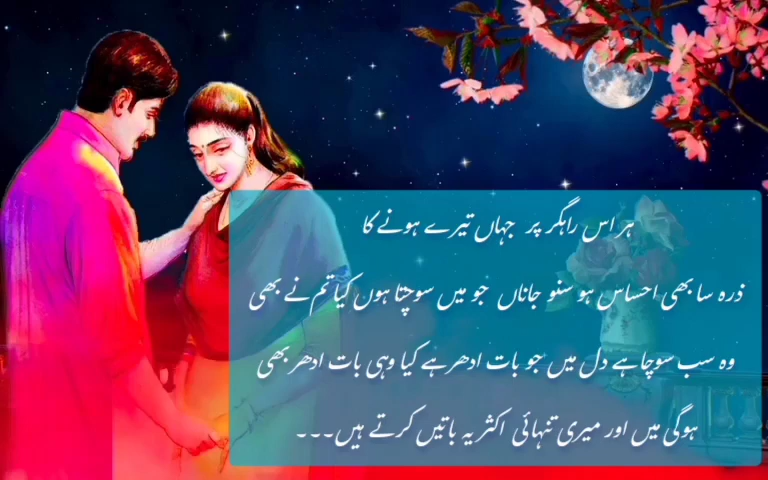 ہر اس راہگر پر جہاں تیرے ہونے کا
ذرہ سا بھی احساس ہو سنو جاناں جو میں سوچتا ہوں کیا تم نے بھی
وہ سب سوچا ہے دل میں جو بات ادھر ہے کیا وہی بات ادھر بھی
ہوگی میں اور میری تنہائی اکثر یہ باتیں کرتے ہیں۔۔۔